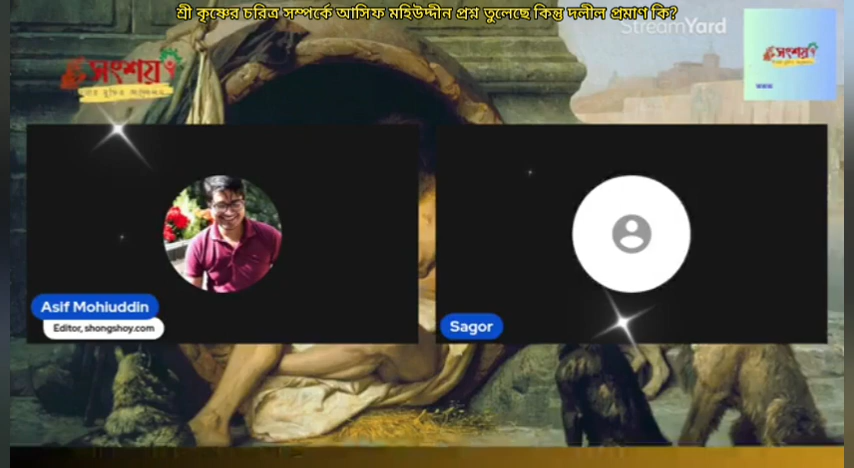 শ্রী কৃষ্ণের চরিত্র সম্পর্কে আসিফ মহিউদ্দীন প্রশ্ন তুলেছে কিন্তু দলীল প্রমাণ কি?
StreamYard
সংশয়
সংশয়
Asif Mohiuddin
Editor, shongshoy.com
Sagor